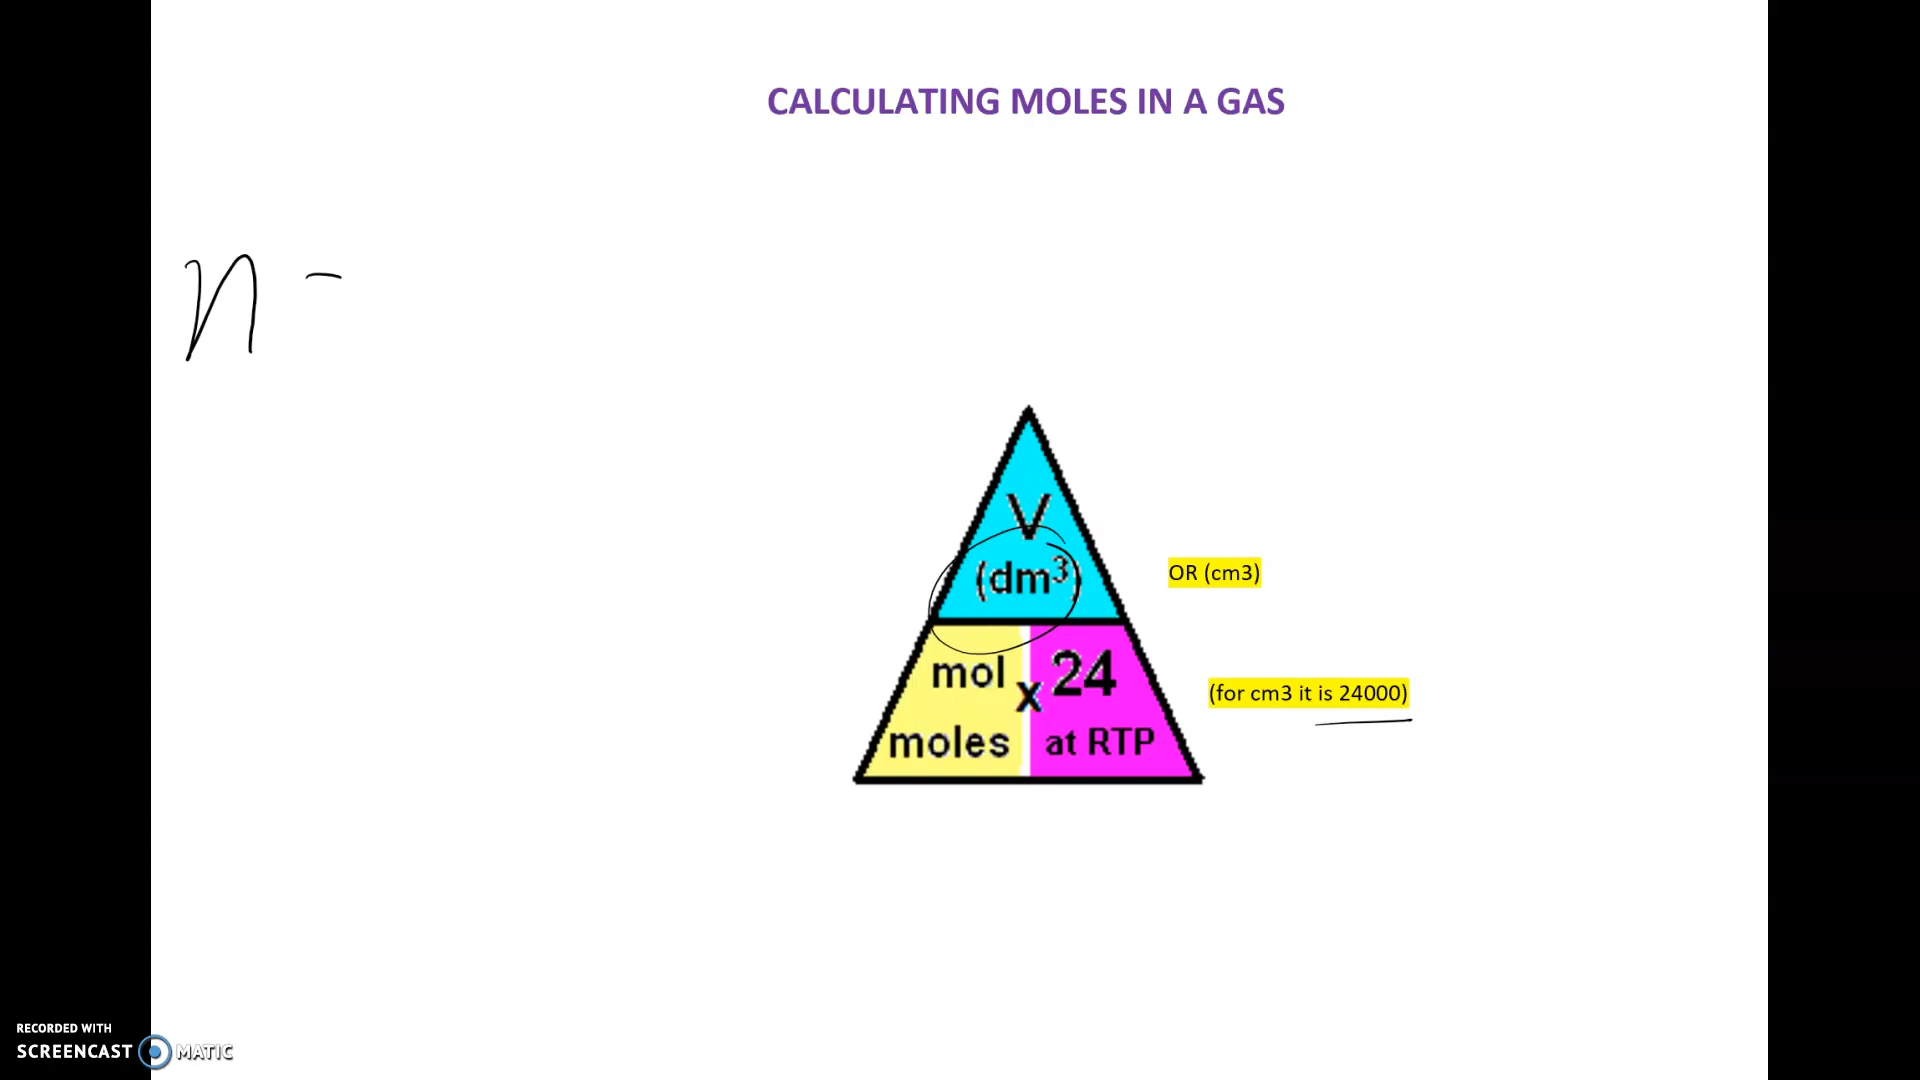 CALCULATING MOLES IN A GAS
n -
V
(dm³)
OR (cm3)
mol x 24
(for cm3 it is 24000)
moles at RTP
RECORDED WITH
SCREENCAST MATIC